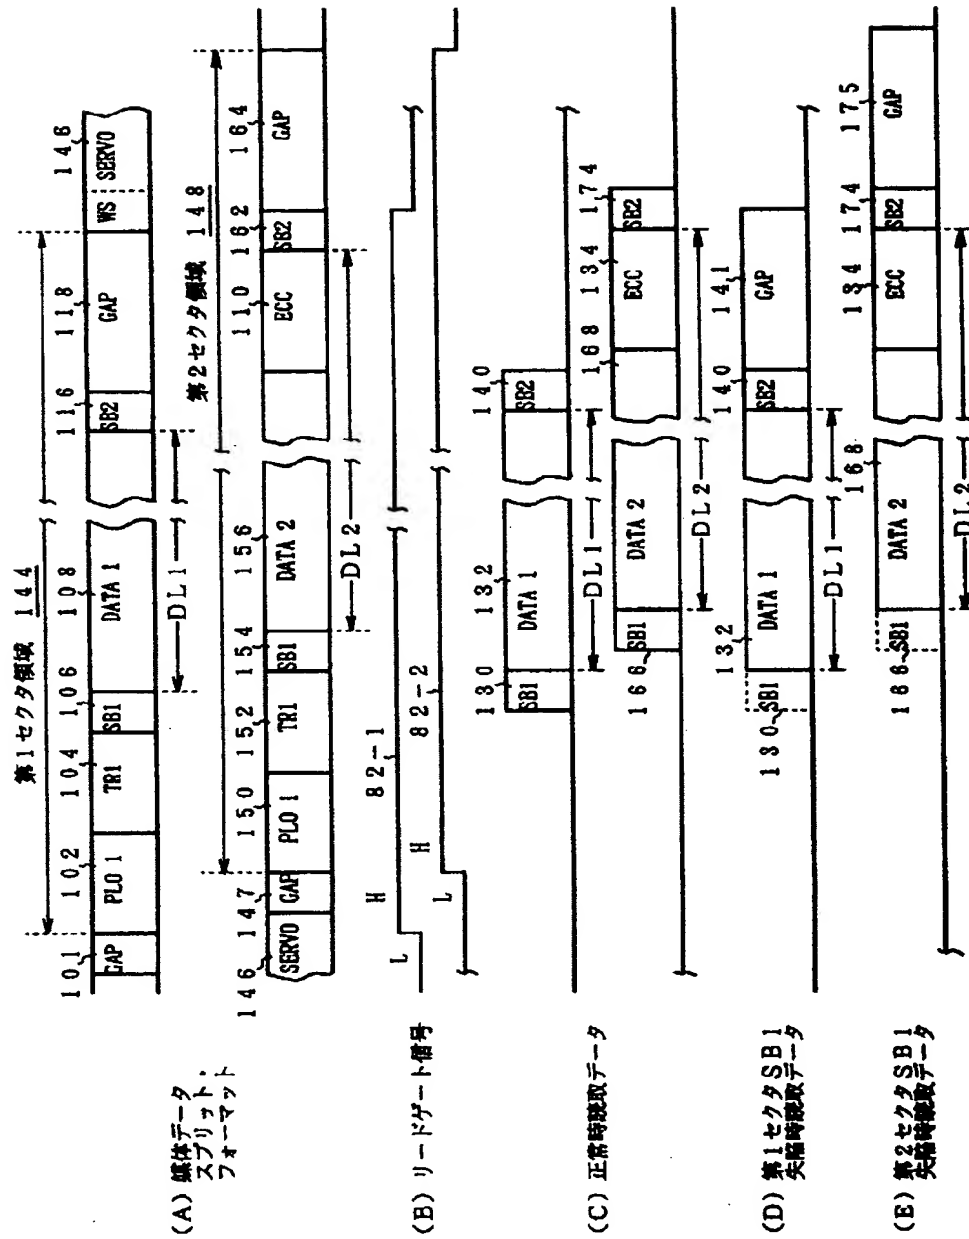 (A) 媒体データ
スプリット・
フォーマット
第1セクタ領域 144
101 102 104 106 108 116 118 146
GAP PLO 1 TR1 SB1 DATA 1 SB2 GAP WS SERVO
DL1
第2セクタ領域 148
146 147 150 152 154 156 110 162 164
SERVO GAP PLO 1 TR1 SB1 DATA 2 ECC SB2 GAP
DL2
(B) リードゲート信号
L H 82-1
L H 82-2
(C) 正常時読取データ
130 132 140
SB1 DATA 1 SB2
DL1
166 168 134 174
SB1 DATA 2 ECC SB2
DL2
(D) 第1セクタSB1
失陥時読取データ
130 132 140 141
SB1 DATA 1 SB2 GAP
DL1
(E) 第2セクタSB1
失陥時読取データ
166 168 134 174 175
SB1 DATA 2 ECC SB2 GAP
DL2